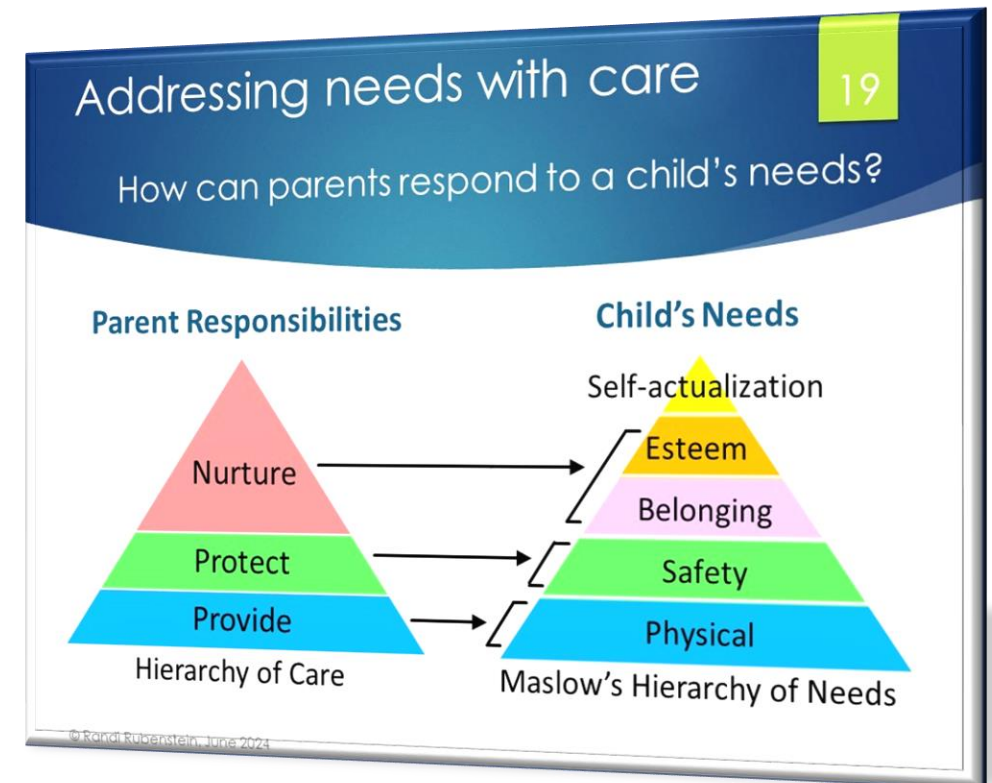 Addressing needs with care
19
How can parents respond to a child's needs?
Parent Responsibilities
Child's Needs
Self-actualization
Esteem
Nurture
Belonging
Protect
Safety
Provide
Physical
Hierarchy of Care
Maslow's Hierarchy of Needs
© Randi Rubenstein, June 2024